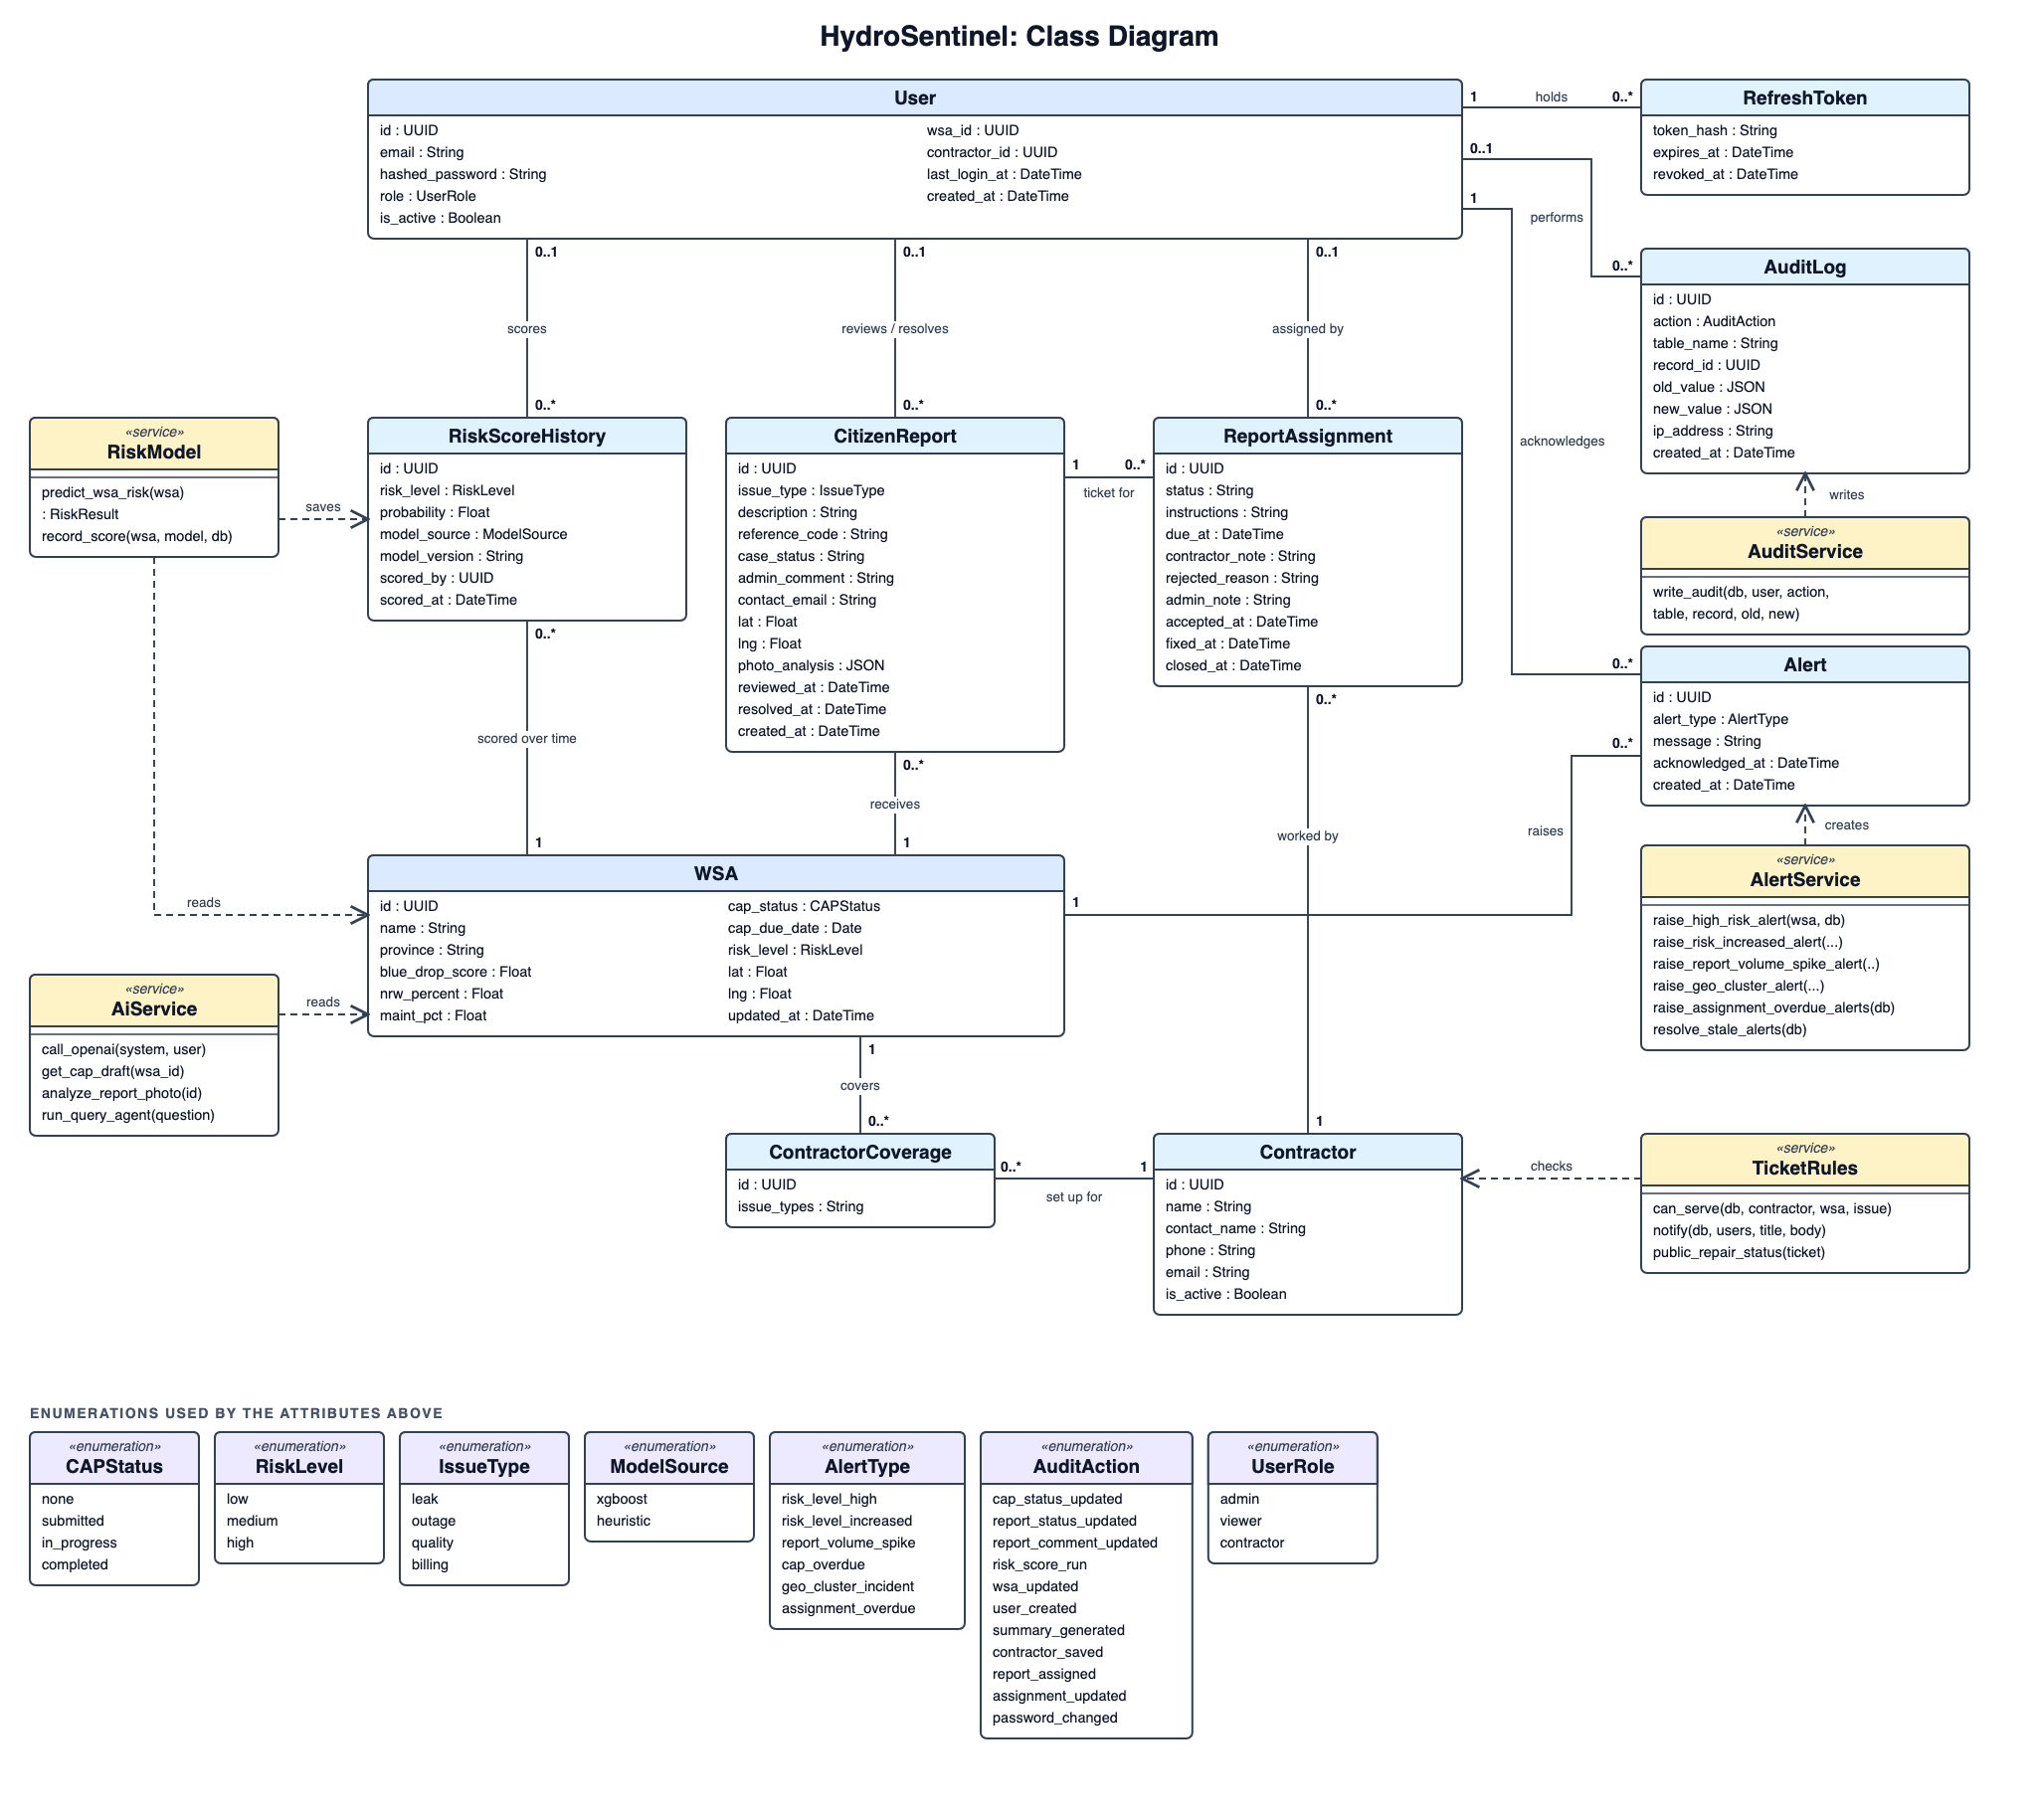 HydroSentinel: Class Diagram
User
id : UUID
email : String
hashed_password : String
role : UserRole
is_active : Boolean
wsa_id : UUID
contractor_id : UUID
last_login_at : DateTime
created_at : DateTime
1
holds
0..*
RefreshToken
token_hash : String
expires_at : DateTime
revoked_at : DateTime
0..1
performs
0..*
1
acknowledges
0..*
AuditLog
id : UUID
action : AuditAction
table_name : String
record_id : UUID
old_value : JSON
new_value : JSON
ip_address : String
created_at : DateTime
0..1
scores
0..*
0..1
reviews / resolves
0..*
0..1
assigned by
0..*
«service»
RiskModel
predict_wsa_risk(wsa)
: RiskResult
record_score(wsa, model, db)
saves
RiskScoreHistory
id : UUID
risk_level : RiskLevel
probability : Float
model_source : ModelSource
model_version : String
scored_by : UUID
scored_at : DateTime
CitizenReport
id : UUID
issue_type : IssueType
description : String
reference_code : String
case_status : String
admin_comment : String
contact_email : String
lat : Float
lng : Float
photo_analysis : JSON
reviewed_at : DateTime
resolved_at : DateTime
created_at : DateTime
1
0..*
ticket for
ReportAssignment
id : UUID
status : String
instructions : String
due_at : DateTime
contractor_note : String
rejected_reason : String
admin_note : String
accepted_at : DateTime
fixed_at : DateTime
closed_at : DateTime
writes
«service»
AuditService
write_audit(db, user, action,
table, record, old, new)
Alert
id : UUID
alert_type : AlertType
message : String
acknowledged_at : DateTime
created_at : DateTime
0..*
scored over time
1
0..*
receives
1
0..*
worked by
1
0..*
raises
1
creates
«service»
AlertService
raise_high_risk_alert(wsa, db)
raise_risk_increased_alert(...)
raise_report_volume_spike_alert(..)
raise_geo_cluster_alert(...)
raise_assignment_overdue_alerts(db)
resolve_stale_alerts(db)
reads
WSA
id : UUID
name : String
province : String
blue_drop_score : Float
nrw_percent : Float
maint_pct : Float
cap_status : CAPStatus
cap_due_date : Date
risk_level : RiskLevel
lat : Float
lng : Float
updated_at : DateTime
«service»
AiService
call_openai(system, user)
get_cap_draft(wsa_id)
analyze_report_photo(id)
run_query_agent(question)
reads
1
covers
0..*
ContractorCoverage
id : UUID
issue_types : String
0..*
1
set up for
Contractor
id : UUID
name : String
contact_name : String
phone : String
email : String
is_active : Boolean
checks
«service»
TicketRules
can_serve(db, contractor, wsa, issue)
notify(db, users, title, body)
public_repair_status(ticket)
ENUMERATIONS USED BY THE ATTRIBUTES ABOVE
«enumeration»
CAPStatus
none
submitted
in_progress
completed
«enumeration»
RiskLevel
low
medium
high
«enumeration»
IssueType
leak
outage
quality
billing
«enumeration»
ModelSource
xgboost
heuristic
«enumeration»
AlertType
risk_level_high
risk_level_increased
report_volume_spike
cap_overdue
geo_cluster_incident
assignment_overdue
«enumeration»
AuditAction
cap_status_updated
report_status_updated
report_comment_updated
risk_score_run
wsa_updated
user_created
summary_generated
contractor_saved
report_assigned
assignment_updated
password_changed
«enumeration»
UserRole
admin
viewer
contractor